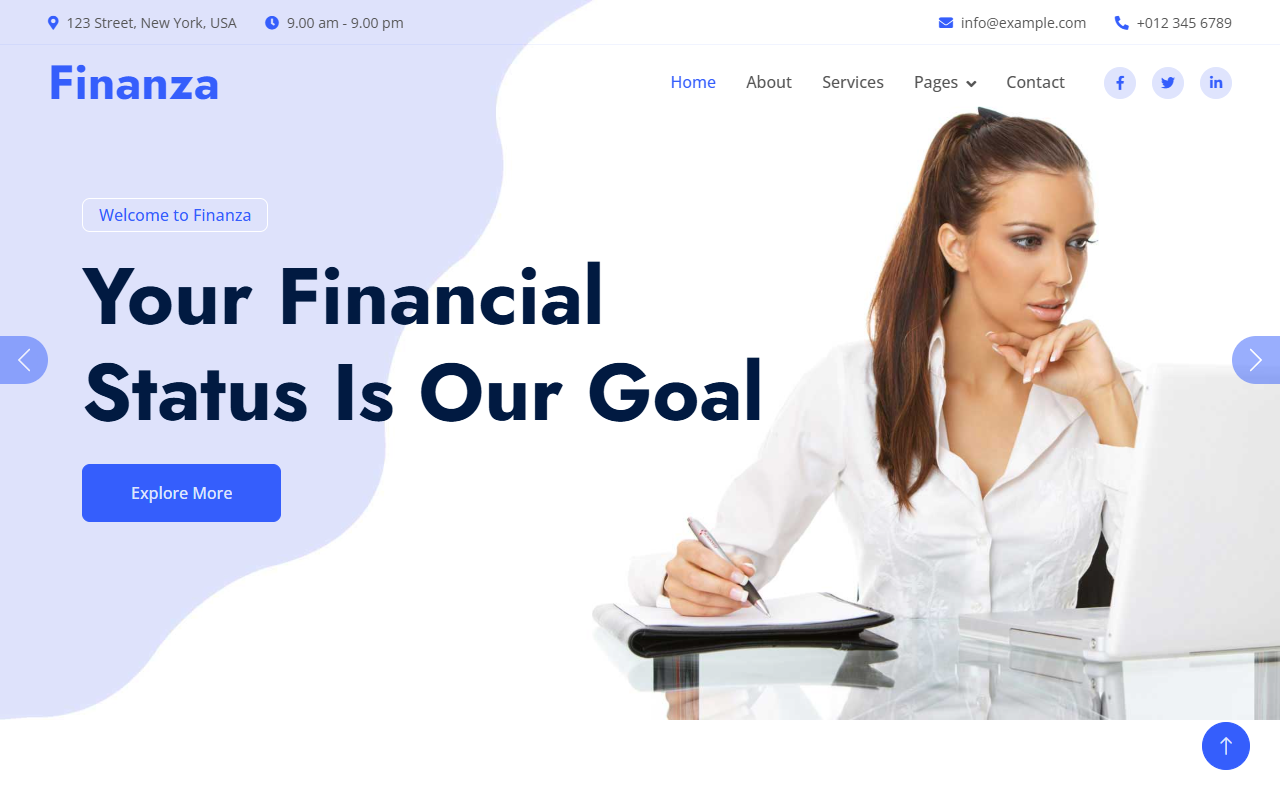 123 Street, New York, USA
9.00 am - 9.00 pm
info@example.com
+012 345 6789
Finanza
Home
About
Services
Pages
Contact
Welcome to Finanza
Your Financial
Status Is Our Goal
Explore More